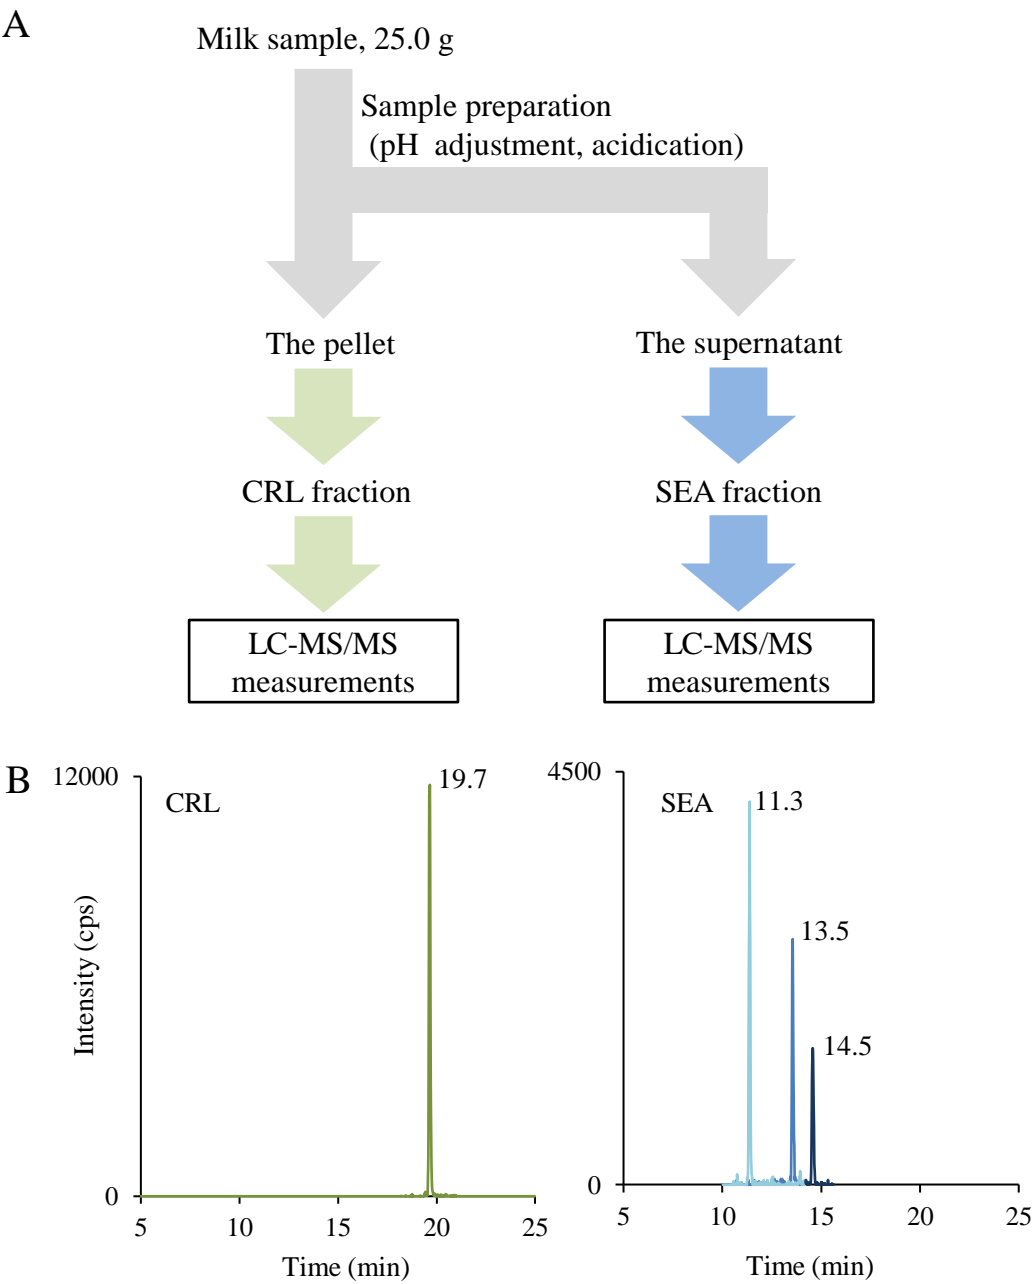 A
Milk sample, 25.0 g
Sample preparation
(pH adjustment, acidication)
The pellet
The supernatant
CRL fraction
SEA fraction
LC-MS/MS
measurements
LC-MS/MS
measurements
B
12000
CRL
19.7
Intensity (cps)
0
5
10
15
20
25
Time (min)
4500
SEA
11.3
13.5
14.5
0
5
10
15
20
25
Time (min)